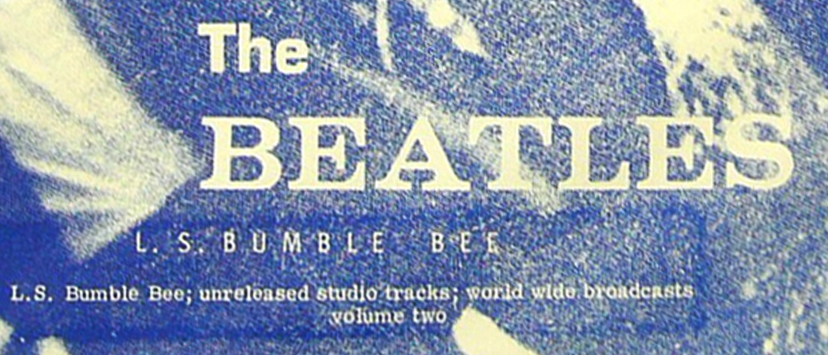 The
BEATLES
L. S. BUMBLE BEE
L.S. Bumble Bee; unreleased studio tracks; world wide broadcasts
volume two